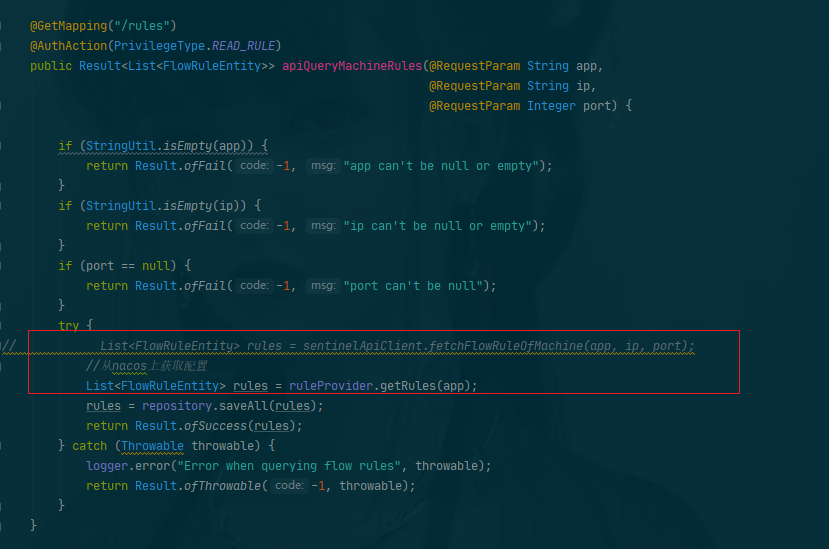 @GetMapping("/rules")
@AuthAction(PrivilegeType.READ_RULE)
public Result<List<FlowRuleEntity>> apiQueryMachineRules(@RequestParam String app,
@RequestParam String ip,
@RequestParam Integer port) {
if (StringUtil.isEmpty(app)) {
return Result.ofFail( code: -1, msg: "app can't be null or empty");
}
if (StringUtil.isEmpty(ip)) {
return Result.ofFail( code: -1, msg: "ip can't be null or empty");
}
if (port == null) {
return Result.ofFail( code: -1, msg: "port can't be null");
}
try {
// List<FlowRuleEntity> rules = sentinelApiClient.fetchFlowRuleOfMachine(app, ip, port);
//从nacos上获取配置
List<FlowRuleEntity> rules = ruleProvider.getRules(app);
rules = repository.saveAll(rules);
return Result.ofSuccess(rules);
} catch (Throwable throwable) {
logger.error("Error when querying flow rules", throwable);
return Result.ofThrowable( code: -1, throwable);
}
}